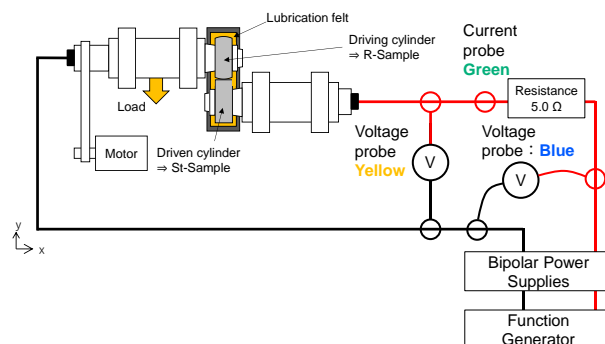 Lubrication felt
Driving cylinder
⇒ R-Sample
Current
probe
Green
Resistance
5.0 Ω
Load
Motor
Driven cylinder
⇒ St-Sample
Voltage
probe
Yellow
V
Voltage
probe：Blue
V
y
x
Bipolar Power
Supplies
Function
Generator